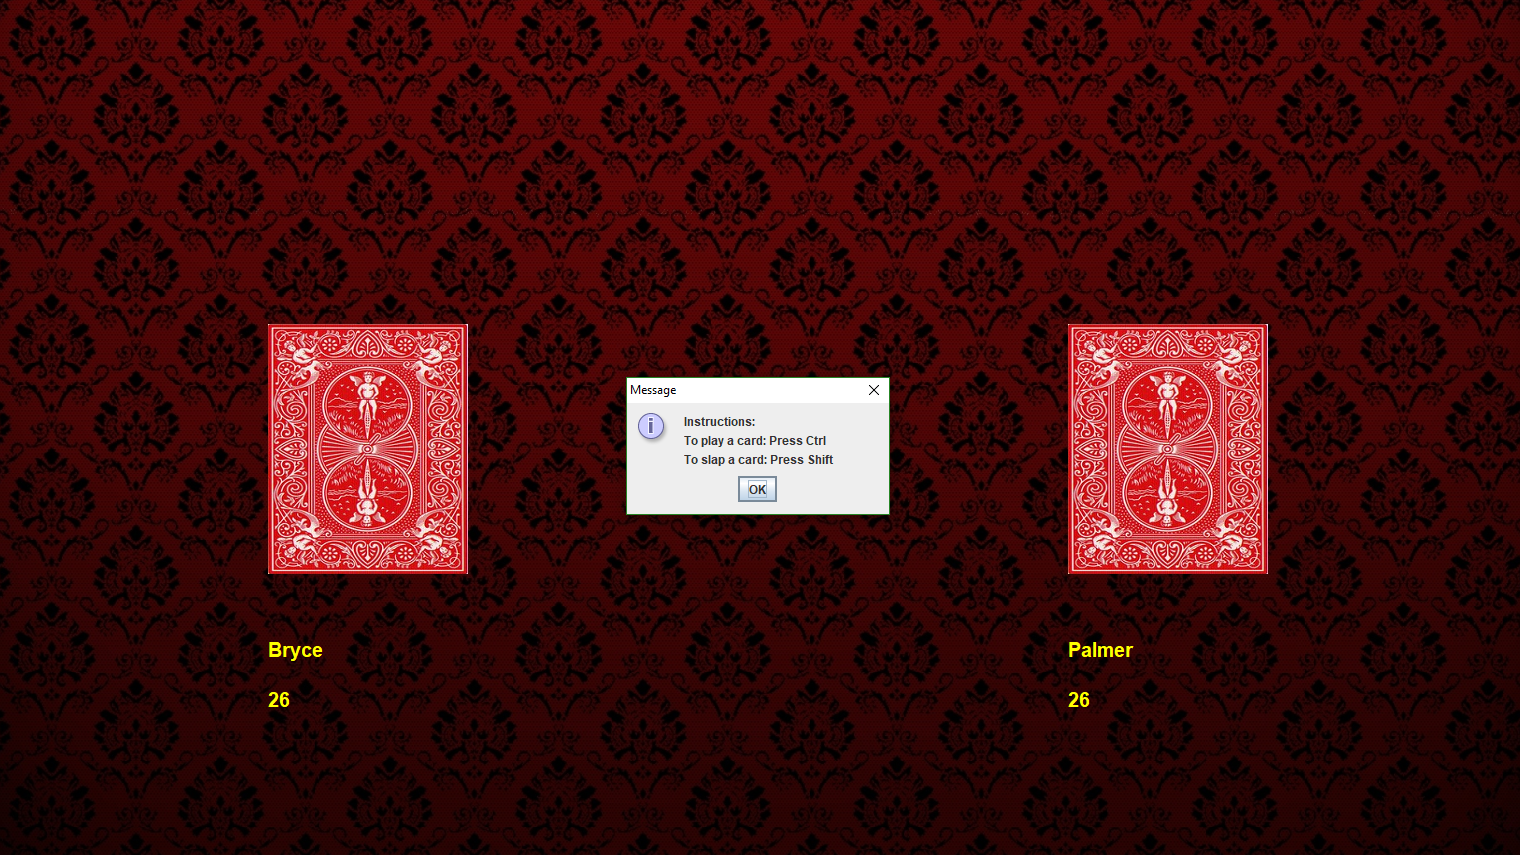 Message
Instructions:
To play a card: Press Ctrl
To slap a card: Press Shift
OK
Bryce
26
Palmer
26